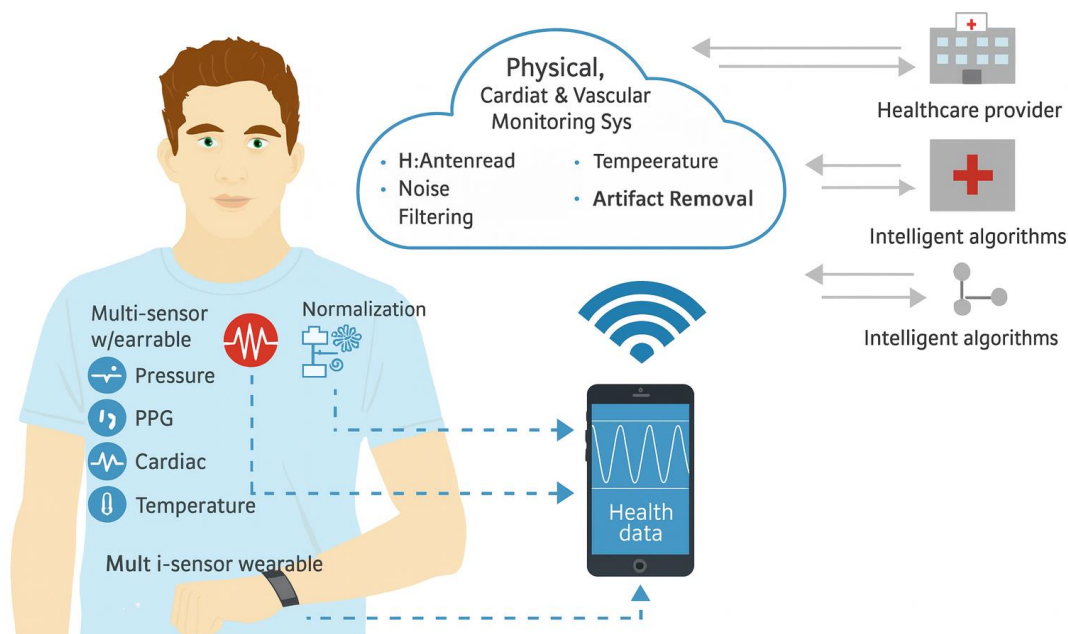 Physical,
Cardiat & Vascular
Monitoring Sys
• H:Antenread
• Noise
Filtering
• Tempeerature
• Artifact Removal
Healthcare provider
Intelligent algorithms
Intelligent algorithms
Multi-sensor
w/earrable
Normalization
Pressure
PPG
Cardiac
Temperature
Mult i-sensor wearable
Health
data